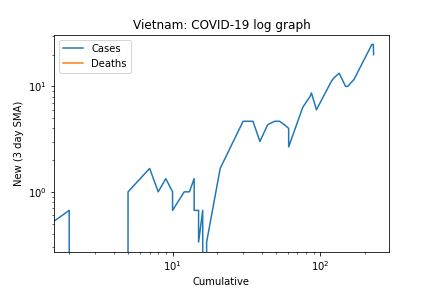 Vietnam: COVID-19 log graph
Cases
Deaths
New (3 day SMA)
10¹
10⁰
10¹ 10²
Cumulative